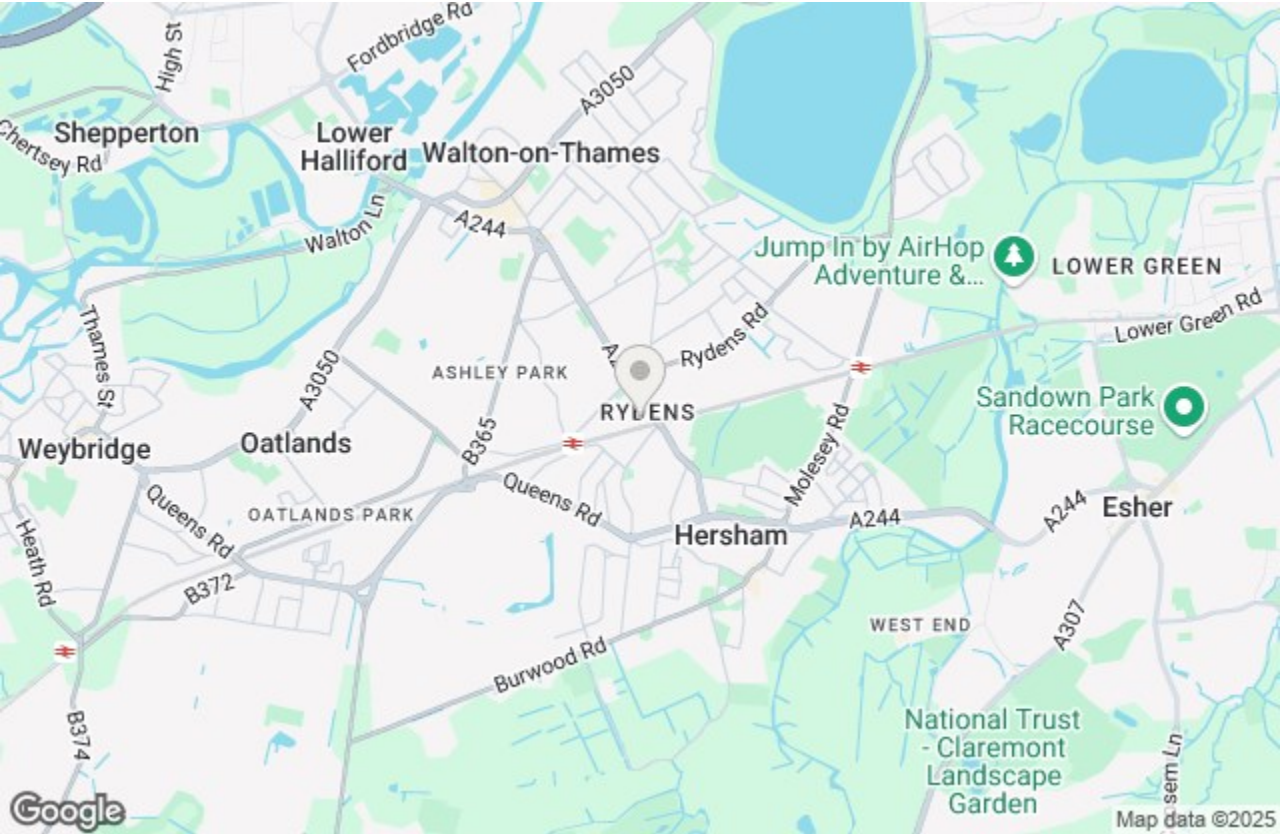 High St
Fordbridge Rd
A3050
Shepperton
Lower
Halliford
Walton-on-Thames
Chertsey Rd
Walton Ln
A244
Jump In by AirHop
Adventure &...
LOWER GREEN
Thames St
A3050
ASHLEY PARK
Rydens Rd
Lower Green Rd
RYDENS
Sandown Park
Racecourse
Weybridge
Oatlands
B365
Molesey Rd
Queens Rd
OATLANDS PARK
Queens Rd
Hersham
A244
A244
Esher
Heath Rd
B372
WEST END
A307
Burwood Rd
B374
National Trust
- Claremont
Landscape
Garden
Google
Map data ©2025